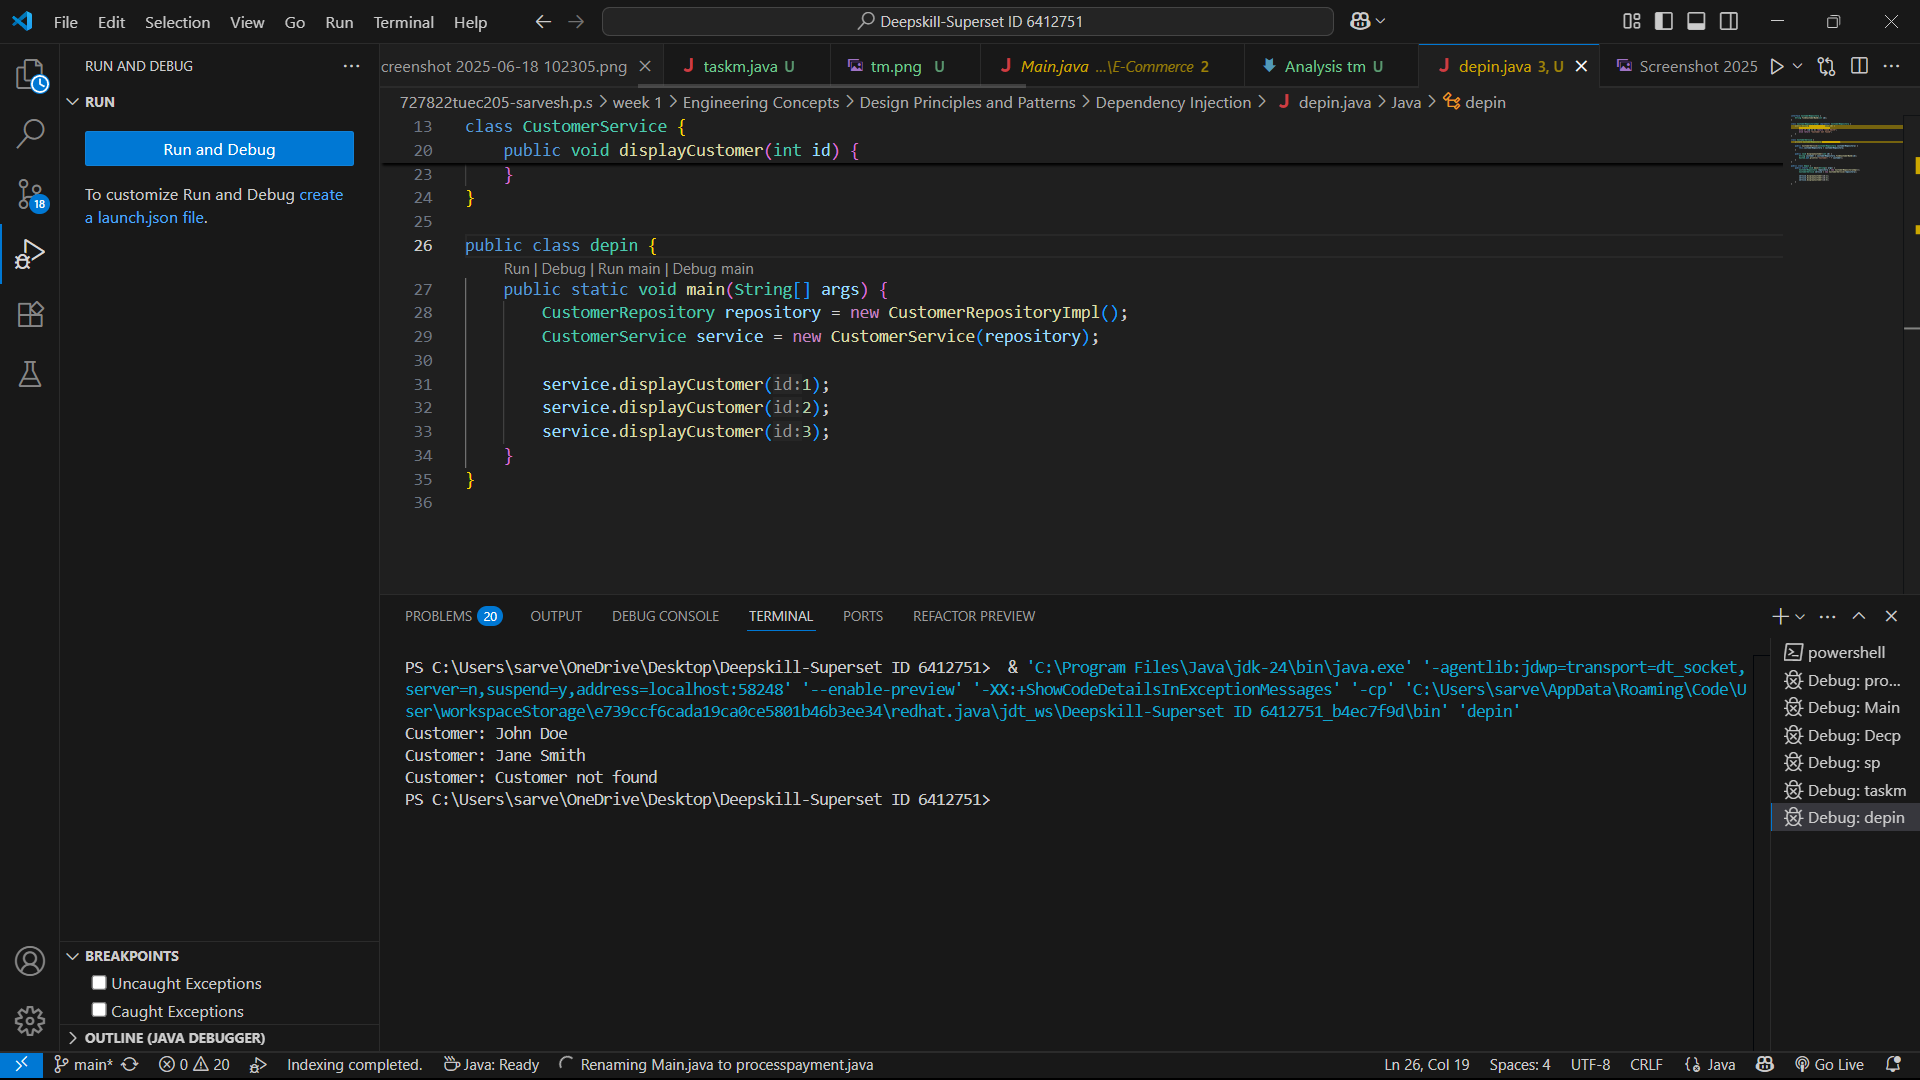 File Edit Selection View Go Run Terminal Help
Deepskill-Superset ID 6412751
RUN AND DEBUG
RUN
Run and Debug
To customize Run and Debug create
a launch.json file.
creenshot 2025-06-18 102305.png
taskm.java U
tm.png U
Main.java ...\E-Commerce 2
Analysis tm U
depin.java 3, U
Screenshot 2025
727822tuec205-sarvesh.p.s > week 1 > Engineering Concepts > Design Principles and Patterns > Dependency Injection > depin.java > Java > depin
13 class CustomerService {
20 public void displayCustomer(int id) {
23 }
24 }
25
26 public class depin {
Run | Debug | Run main | Debug main
27 public static void main(String[] args) {
28 CustomerRepository repository = new CustomerRepositoryImpl();
29 CustomerService service = new CustomerService(repository);
30
31 service.displayCustomer(id:1);
32 service.displayCustomer(id:2);
33 service.displayCustomer(id:3);
34 }
35 }
36
PROBLEMS 20 OUTPUT DEBUG CONSOLE TERMINAL PORTS REFACTOR PREVIEW
PS C:\Users\sarve\OneDrive\Desktop\Deepskill-Superset ID 6412751> & 'C:\Program Files\Java\jdk-24\bin\java.exe' '-agentlib:jdwp=transport=dt_socket,
server=n,suspend=y,address=localhost:58248' '--enable-preview' '-XX:+ShowCodeDetailsInExceptionMessages' '-cp' 'C:\Users\sarve\AppData\Roaming\Code\U
ser\workspaceStorage\e739ccf6cada19ca0ce5801b46b3ee34\redhat.java\jdt_ws\Deepskill-Superset ID 6412751_b4ec7f9d\bin' 'depin'
Customer: John Doe
Customer: Jane Smith
Customer: Customer not found
PS C:\Users\sarve\OneDrive\Desktop\Deepskill-Superset ID 6412751>
powershell
Debug: pro...
Debug: Main
Debug: Decp
Debug: sp
Debug: taskm
Debug: depin
18
BREAKPOINTS
Uncaught Exceptions
Caught Exceptions
OUTLINE (JAVA DEBUGGER)
main* 0 20 Indexing completed. Java: Ready Renaming Main.java to processpayment.java Ln 26, Col 19 Spaces: 4 UTF-8 CRLF Java Go Live